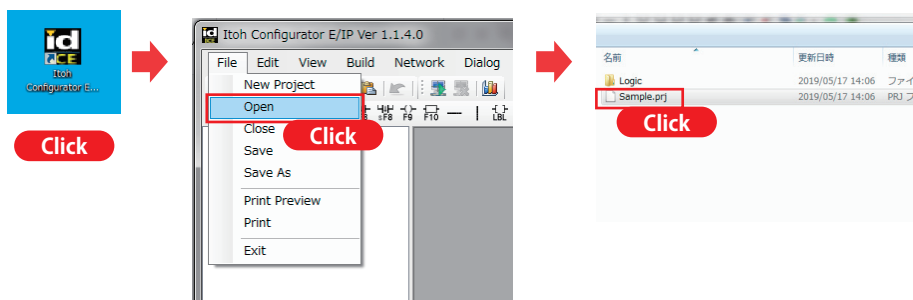 id
ICE
Itoh
Configurator E...
Click
Itoh Configurator E/IP Ver 1.1.4.0
File Edit View Build Network Dialog
New Project
Open
sF8 F9 F10 LBL
Close
Click
Save
Save As
Print Preview
Print
Exit
名前 更新日時 種類
Logic 2019/05/17 14:06 ファイ
Sample.prj 2019/05/17 14:06 PRJ フ
Click